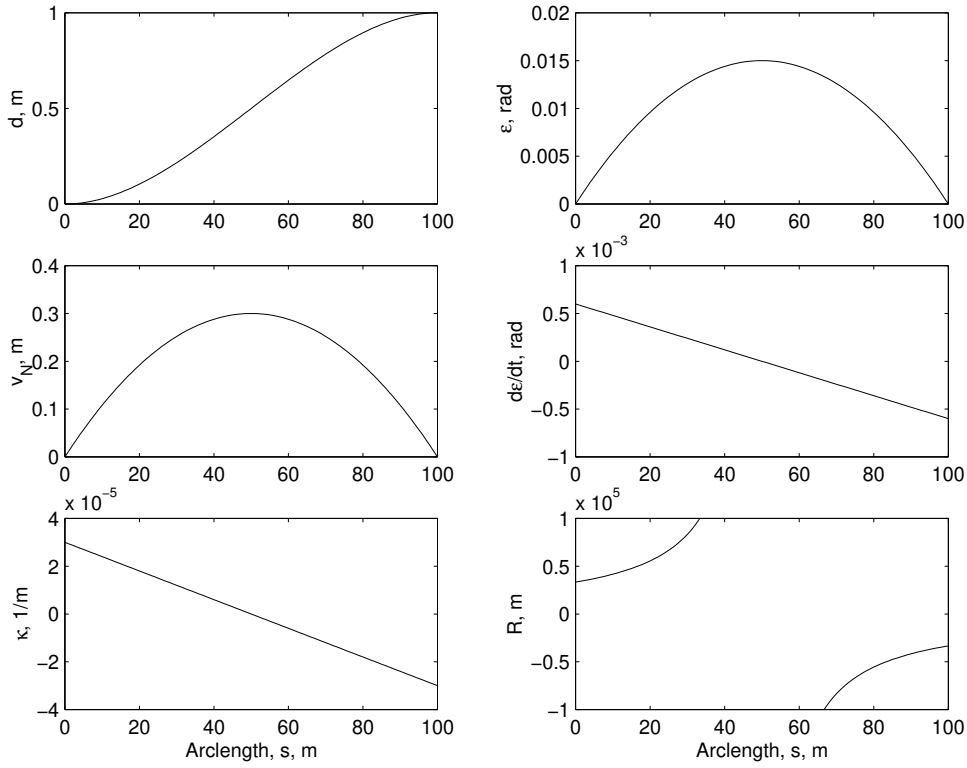 1
0.5
0
d, m
0 20 40 60 80 100
0.02
0.015
0.01
0.005
0
ε, rad
0 20 40 60 80 100
0.4
0.3
0.2
0.1
0
v_N, m
0 20 40 60 80 100
x 10^−3
1
0.5
0
−0.5
−1
dε/dt, rad
0 20 40 60 80 100
x 10^−5
4
2
0
−2
−4
κ, 1/m
0 20 40 60 80 100
Arclength, s, m
x 10^5
1
0.5
0
−0.5
−1
R, m
0 20 40 60 80 100
Arclength, s, m